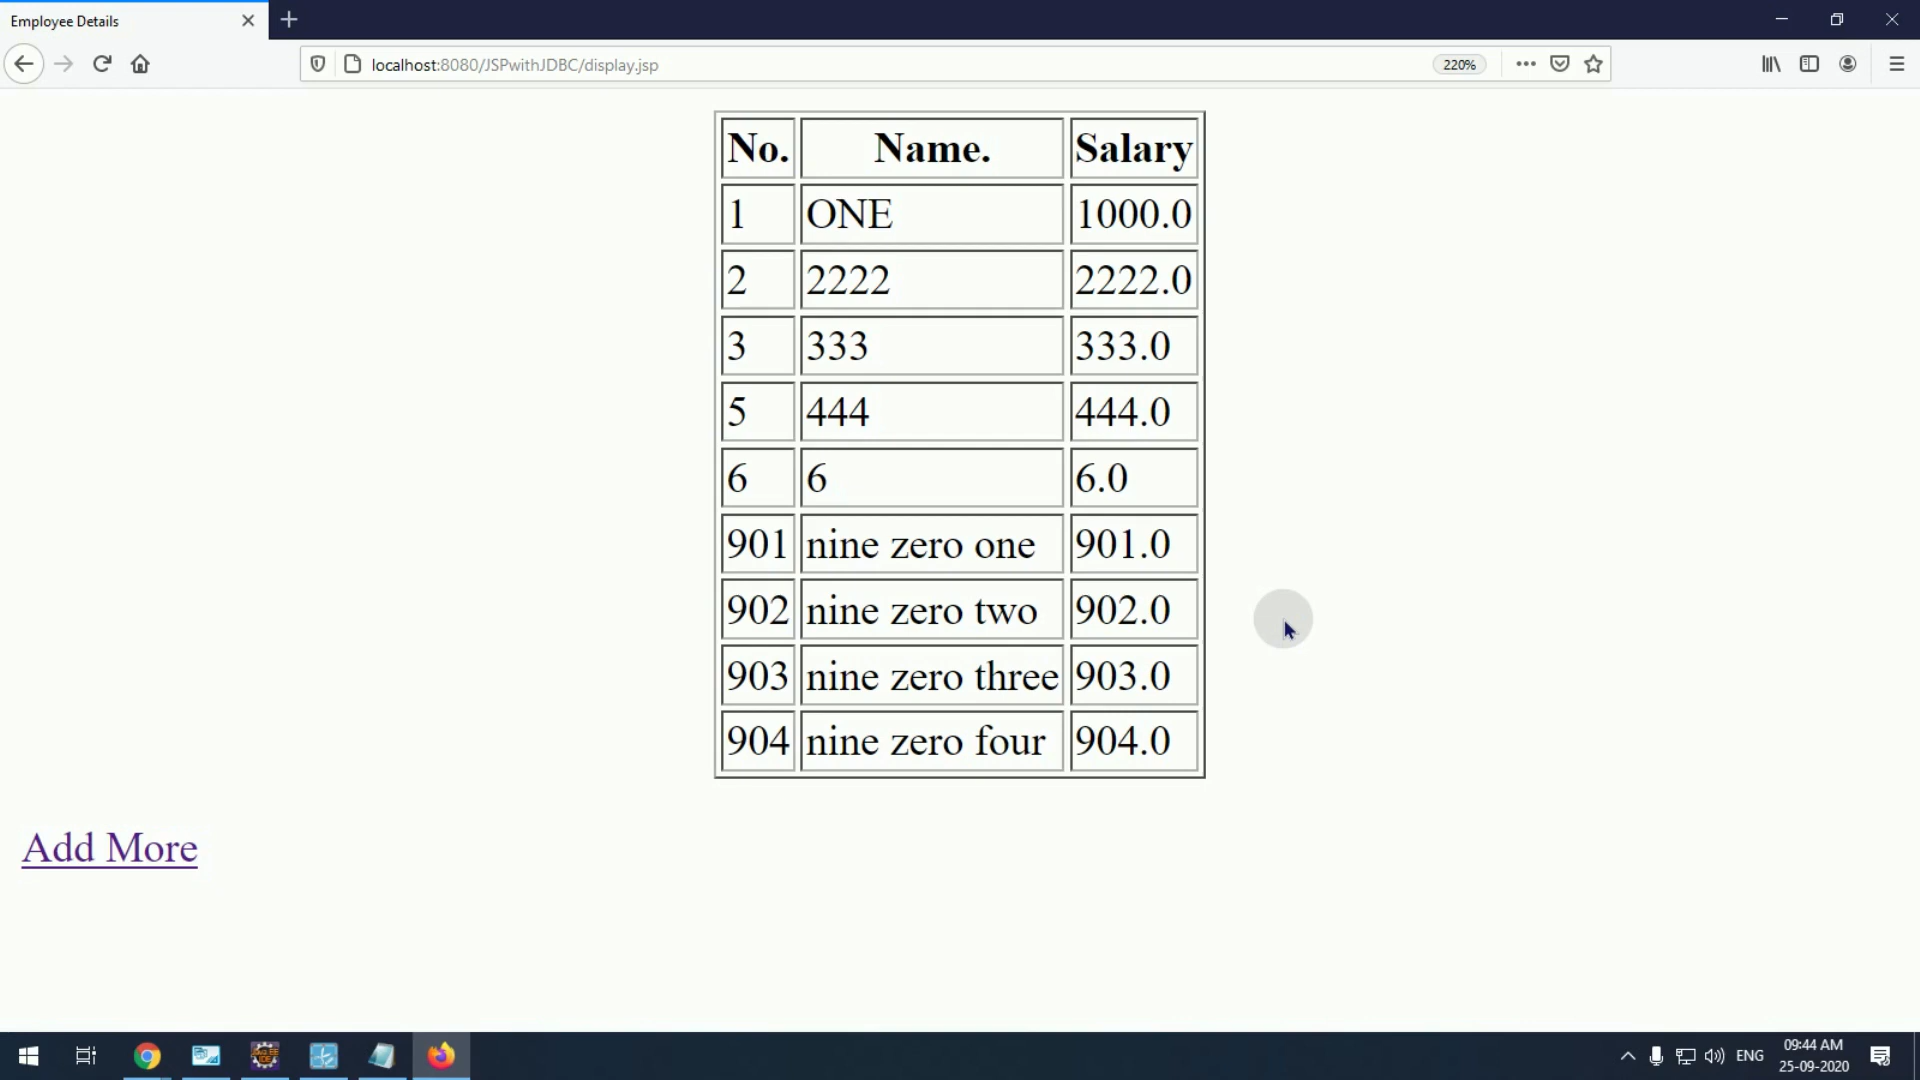 Employee Details
localhost:8080/JSPwithJDBC/display.jsp
220%
No. Name. Salary
1 ONE 1000.0
2 2222 2222.0
3 333 333.0
5 444 444.0
6 6 6.0
901 nine zero one 901.0
902 nine zero two 902.0
903 nine zero three 903.0
904 nine zero four 904.0
Add More
ENG
09:44 AM
25-09-2020